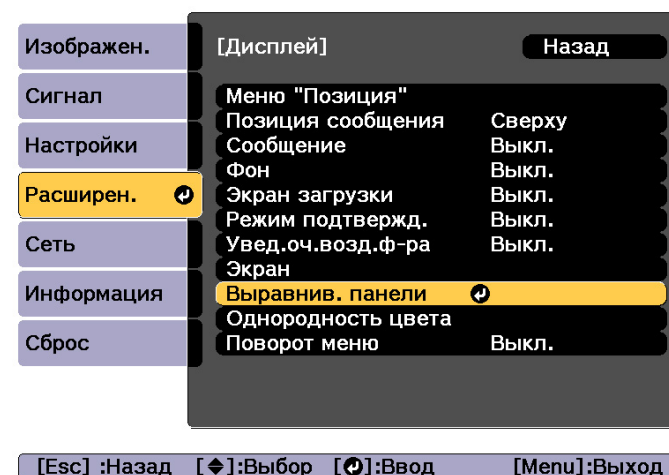 Изображен.
Сигнал
Настройки
Расширен.
Сеть
Информация
Сброс
[Дисплей] Назад
Меню "Позиция"
Позиция сообщения Сверху
Сообщение Выкл.
Фон Выкл.
Экран загрузки Выкл.
Режим подтвержд. Выкл.
Увед.оч.возд.ф-ра Выкл.
Экран
Выравнив. панели
Однородность цвета
Поворот меню Выкл.
[Esc] :Назад [◆]:Выбор [⏎]:Ввод [Menu]:Выход